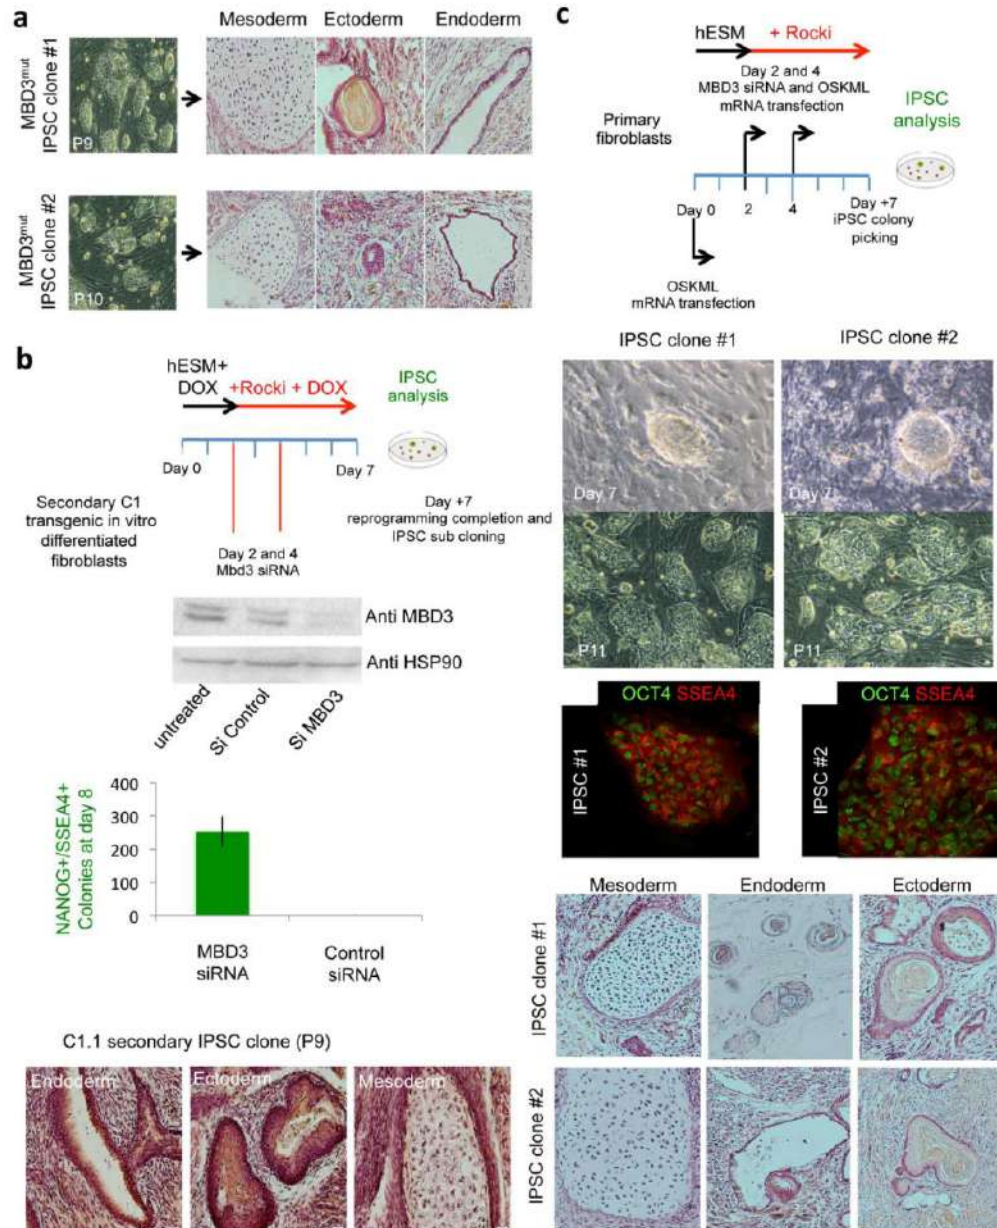 a
Mesoderm Ectoderm Endoderm
MBD3mut
IPSC clone #1
P9
MBD3mut
IPSC clone #2
P10
b
hESM+
DOX
+Rocki + DOX
IPSC
analysis
Day 0
Day 7
Secondary C1
transgenic in vitro
differentiated
fibroblasts
Day 2 and 4
Mbd3 siRNA
Day +7
reprogramming completion and
IPSC sub cloning
Anti MBD3
Anti HSP90
untreated
Si Control
Si MBD3
NANOG+/SSEA4+
Colonies at day 8
400
300
200
100
0
MBD3
siRNA
Control
siRNA
C1.1 secondary IPSC clone (P9)
Endoderm
Ectoderm
Mesoderm
c
hESM
+ Rocki
Day 2 and 4
MBD3 siRNA and OSKML
mRNA transfection
IPSC
analysis
Primary
fibroblasts
Day 0
2
4
Day +7
iPSC colony
picking
OSKML
mRNA transfection
IPSC clone #1
IPSC clone #2
Day 7
Day 7
P11
P11
OCT4 SSEA4
OCT4 SSEA4
IPSC #1
IPSC #2
Mesoderm
Endoderm
Ectoderm
IPSC clone #1
IPSC clone #2